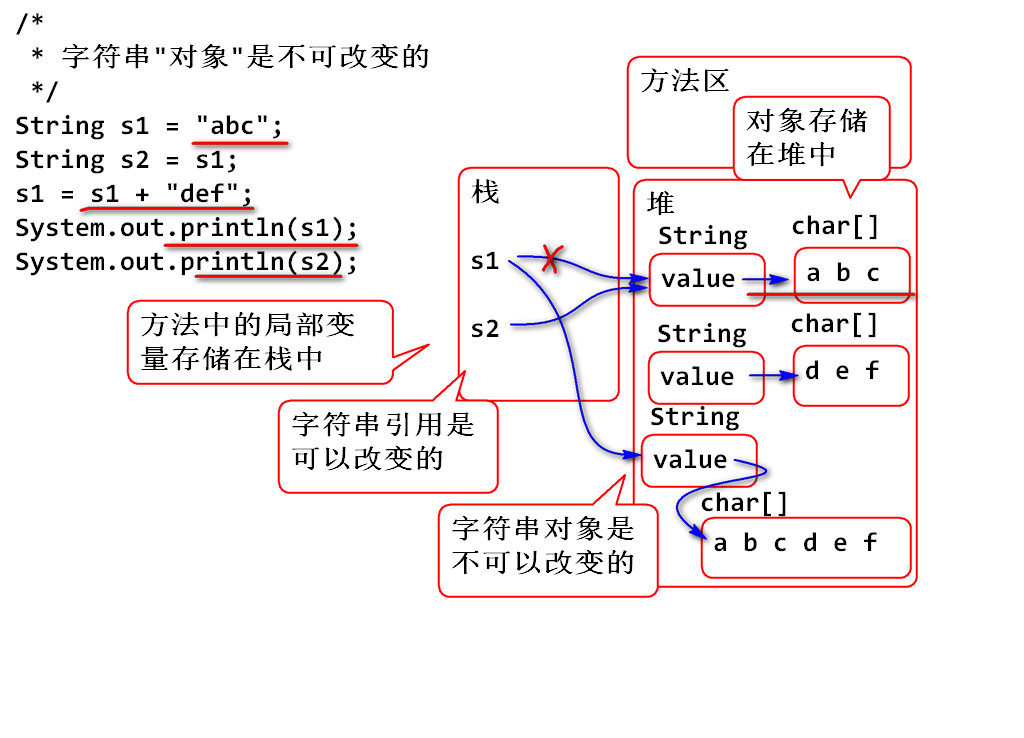 /*
 * 字符串"对象"是不可改变的
 */
String s1 = "abc";
String s2 = s1;
s1 = s1 + "def";
System.out.println(s1);
System.out.println(s2);
方法区
对象存储
在堆中
栈
s1
s2
堆
String
char[]
value
a b c
String
char[]
value
d e f
String
value
char[]
a b c d e f
方法中的局部变
量存储在栈中
字符串引用是
可以改变的
字符串对象是
不可以改变的